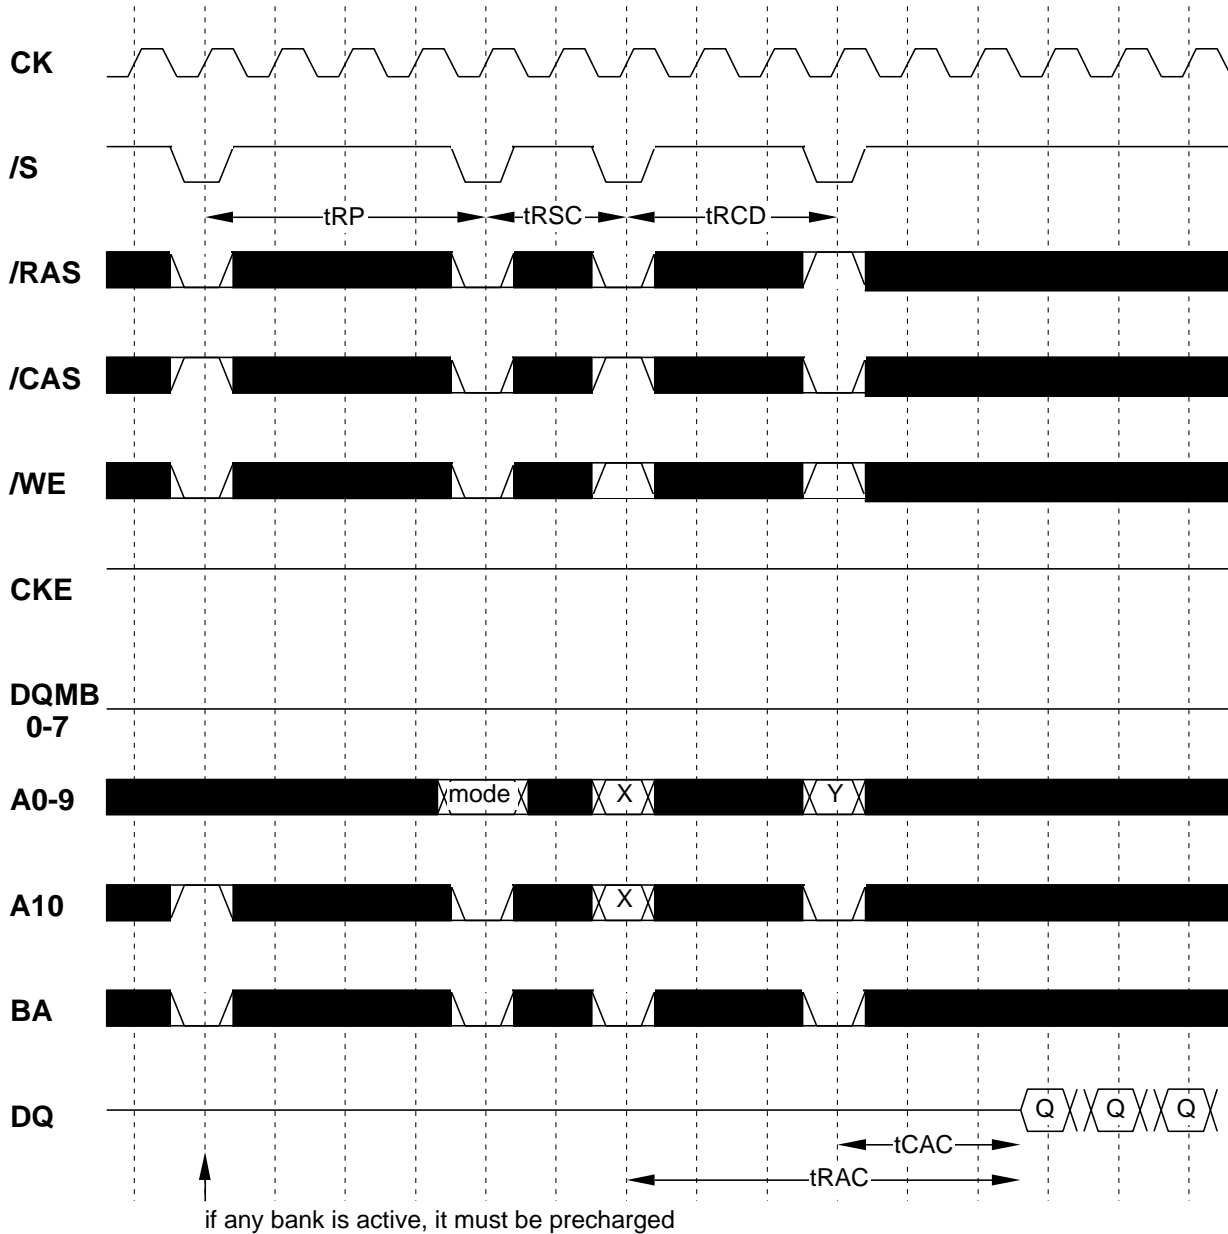 CK
/S
tRP tRSC tRCD
/RAS
/CAS
/WE
CKE
DQMB
0-7
A0-9 mode X Y
A10 X
BA
DQ Q Q Q
tCAC
tRAC
if any bank is active, it must be precharged